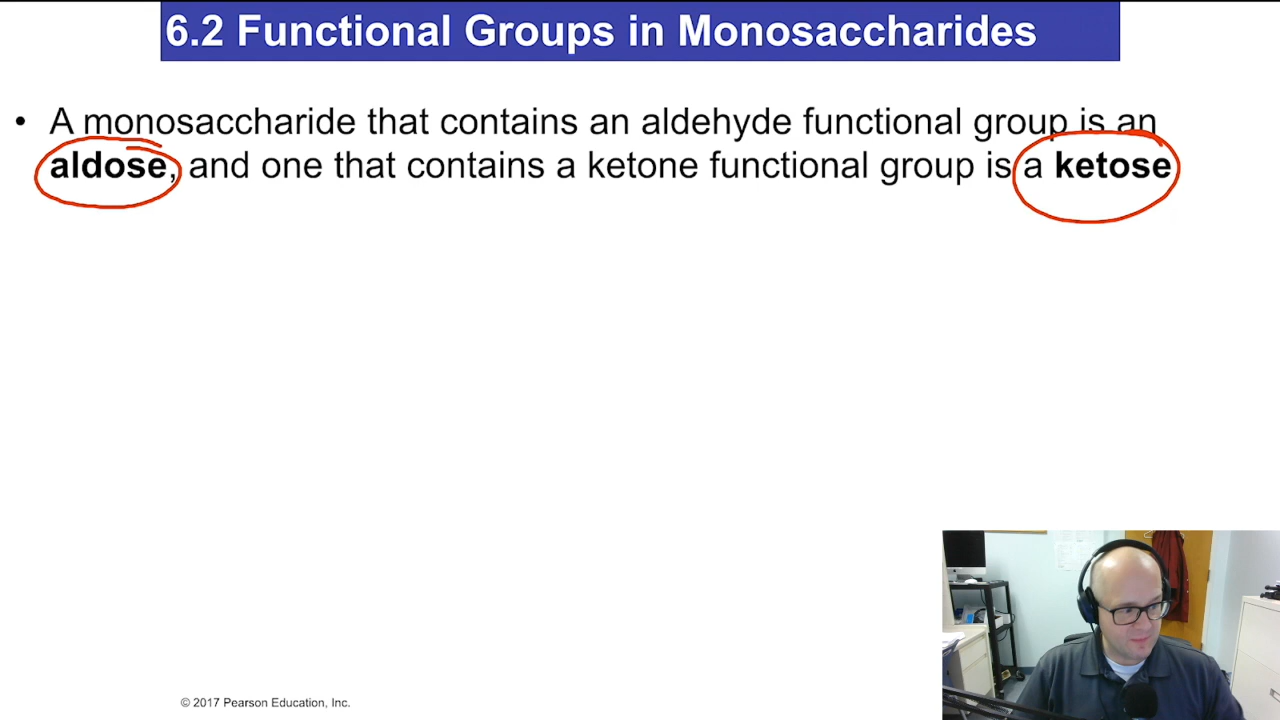 6.2 Functional Groups in Monosaccharides
• A monosaccharide that contains an aldehyde functional group is an
aldose, and one that contains a ketone functional group is a ketose
© 2017 Pearson Education, Inc.